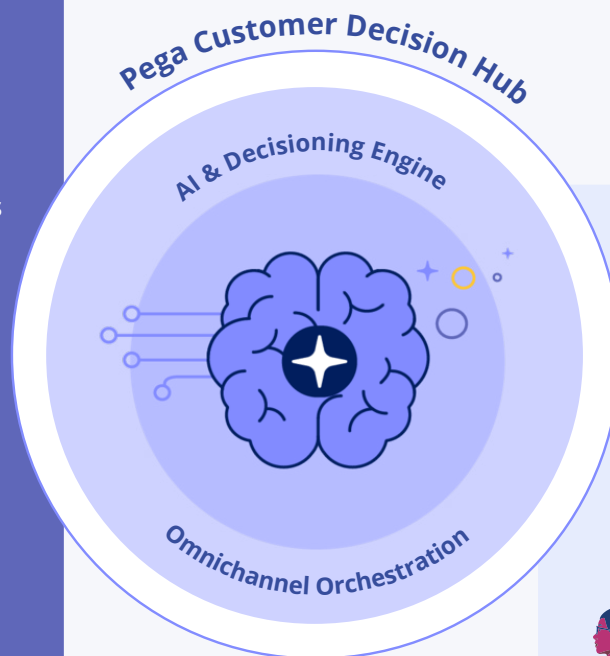 Pega Customer Decision Hub
AI & Decisioning Engine
Omnichannel Orchestration